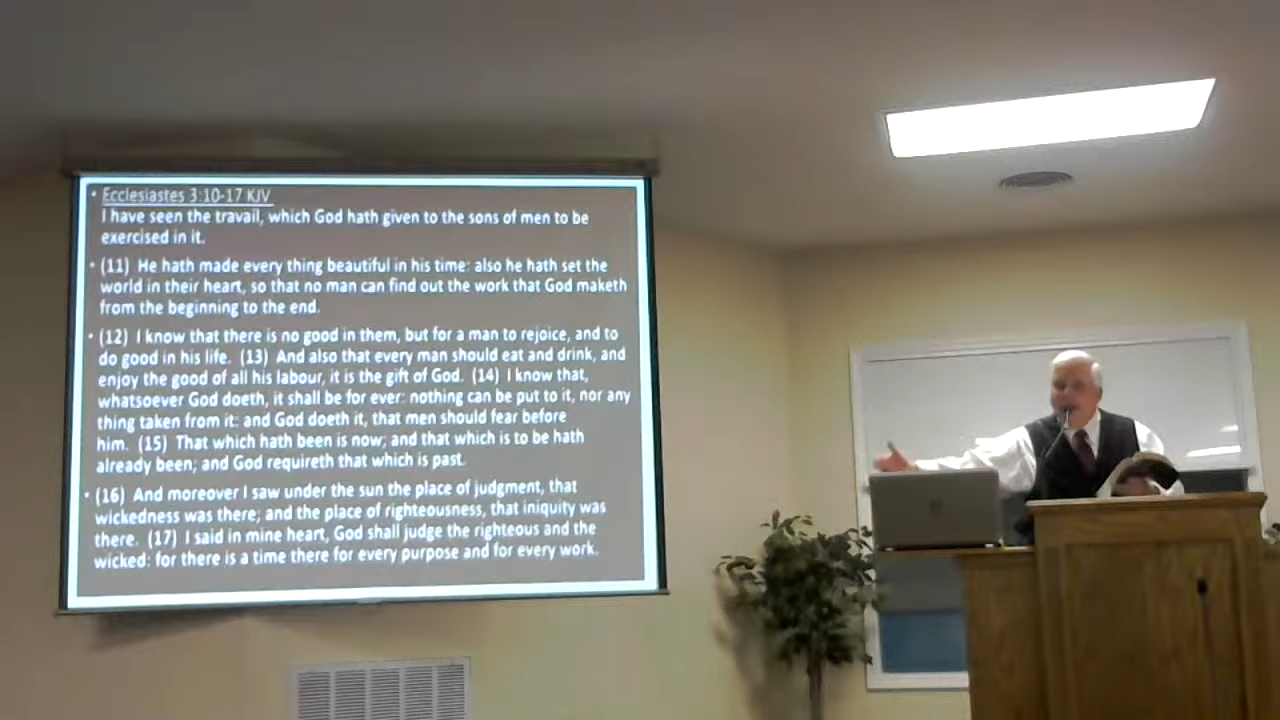 • Ecclesiastes 3:10-17 KJV
I have seen the travail, which God hath given to the sons of men to be
exercised in it.
• (11) He hath made every thing beautiful in his time: also he hath set the
world in their heart, so that no man can find out the work that God maketh
from the beginning to the end.
• (12) I know that there is no good in them, but for a man to rejoice, and to
do good in his life. (13) And also that every man should eat and drink, and
enjoy the good of all his labour, it is the gift of God. (14) I know that,
whatsoever God doeth, it shall be for ever: nothing can be put to it, nor any
thing taken from it: and God doeth it, that men should fear before
him. (15) That which hath been is now; and that which is to be hath
already been; and God requireth that which is past.
• (16) And moreover I saw under the sun the place of judgment, that
wickedness was there; and the place of righteousness, that iniquity was
there. (17) I said in mine heart, God shall judge the righteous and the
wicked: for there is a time there for every purpose and for every work.